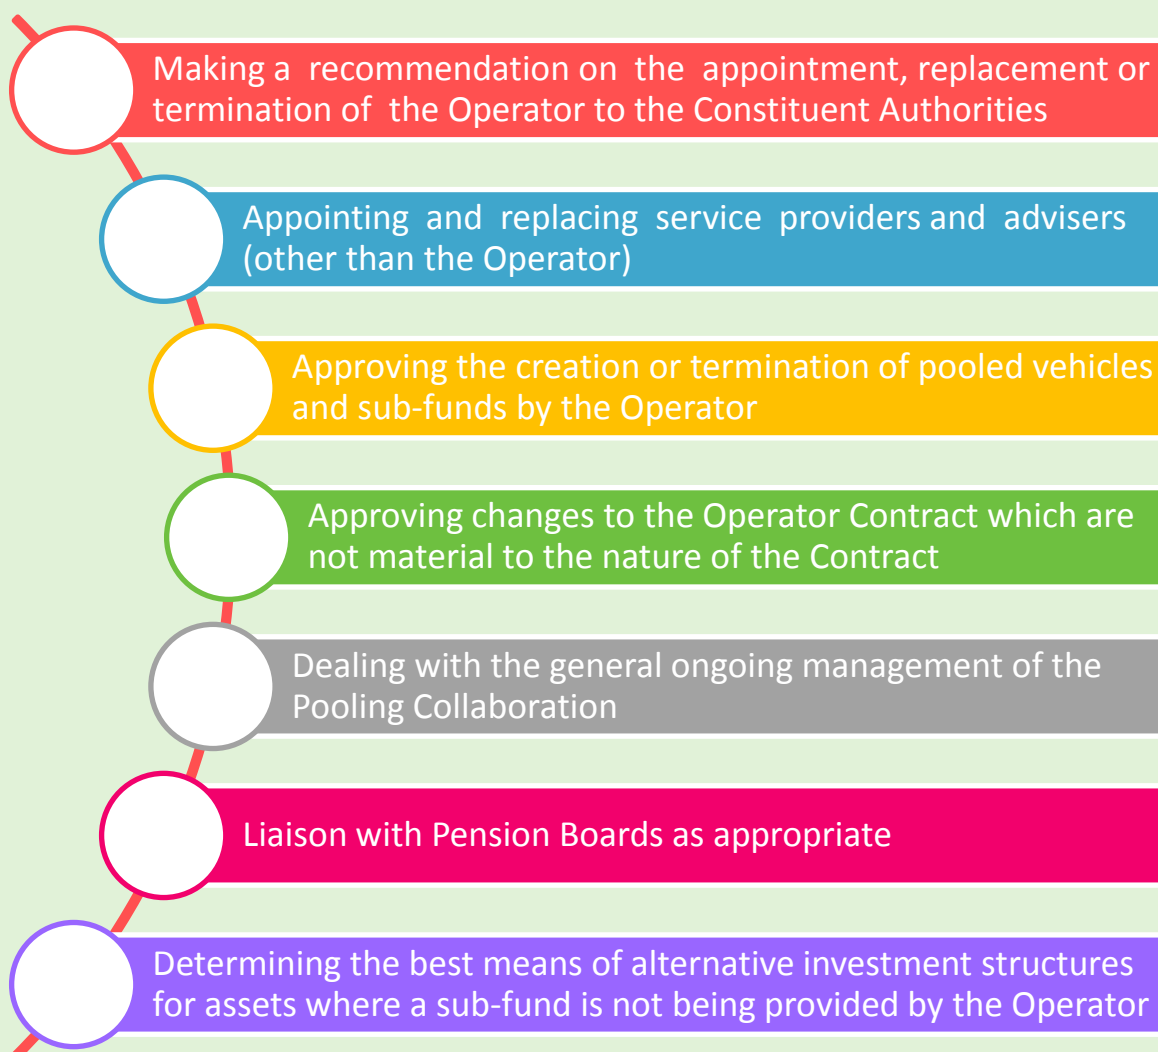 Making a recommendation on the appointment, replacement or
termination of the Operator to the Constituent Authorities
Appointing and replacing service providers and advisers
(other than the Operator)
Approving the creation or termination of pooled vehicles
and sub-funds by the Operator
Approving changes to the Operator Contract which are
not material to the nature of the Contract
Dealing with the general ongoing management of the
Pooling Collaboration
Liaison with Pension Boards as appropriate
Determining the best means of alternative investment structures
for assets where a sub-fund is not being provided by the Operator